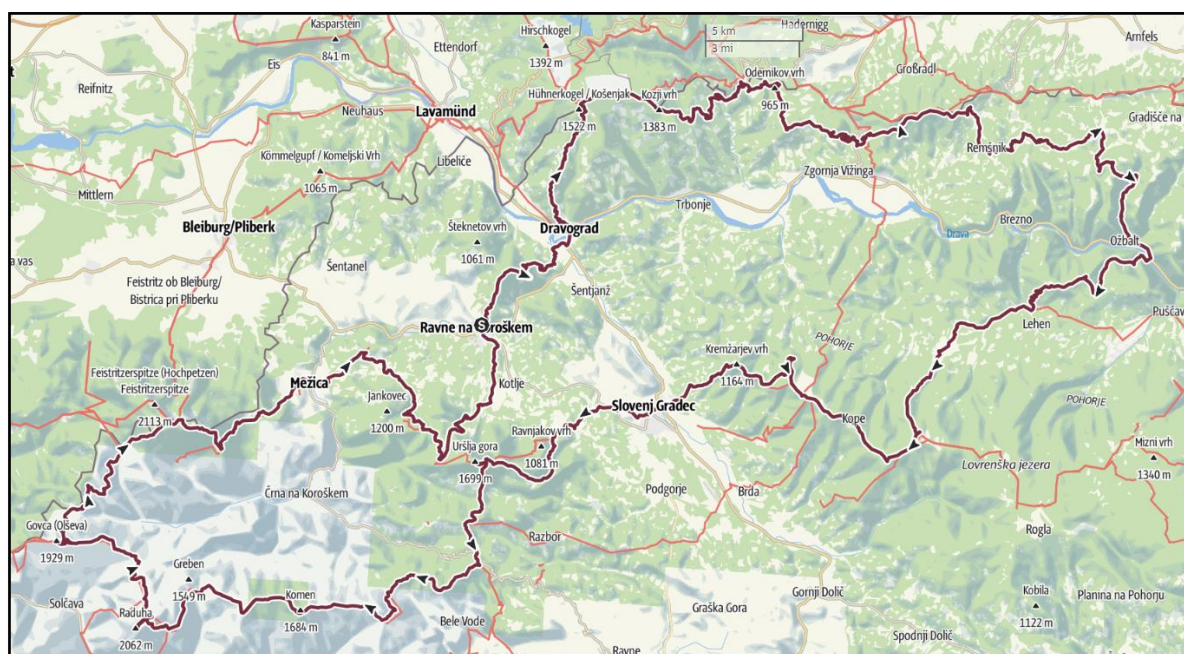 Kasparstein
841 m
Ettendorf
Hirschkogel
1392 m
5 km
3 mi
Hadernigg
Arnfels
Großradl
Odernikov vrh
965 m
Eis
Reifnitz
Neuhaus
Lavamünd
Hühnerkogel / Košenjak
1522 m
Kozji vrh
1383 m
Gradišče na
Remšnik
Kömmelgupf / Komeljski Vrh
1065 m
Libeliče
Mittlern
Zgornja Vižinga
Trbonje
Brezno
Drava
Ožbalt
Bleiburg/Pliberk
Šteknetov vrh
1061 m
Dravograd
a vas
Šentanel
Feistritz ob Bleiburg/
Bistrica pri Pliberku
Šentjanž
Ravne na Koroškem
S
Lehen
Puščav
POHORJE
Kremžarjev vrh
1164 m
Feistritzerspitze (Hochpetzen)
Feistritzerspitze
2113 m
Mežica
Kotlje
Jankovec
1200 m
Slovenj Gradec
Kope
POHORJE
Ravnjakov vrh
1081 m
Uršlja gora
1699 m
Mizni vrh
1340 m
Lovrenška jezera
Črna na Koroškem
Podgorje
Brda
Govca (Olševa)
1929 m
Razbor
Rogla
Greben
1549 m
Solčava
Raduha
2062 m
Komen
1684 m
Bele Vode
Graška Gora
Gornji Dolič
Kobila
1122 m
Planina na Pohorju
Ravne
Spodnji Dolič